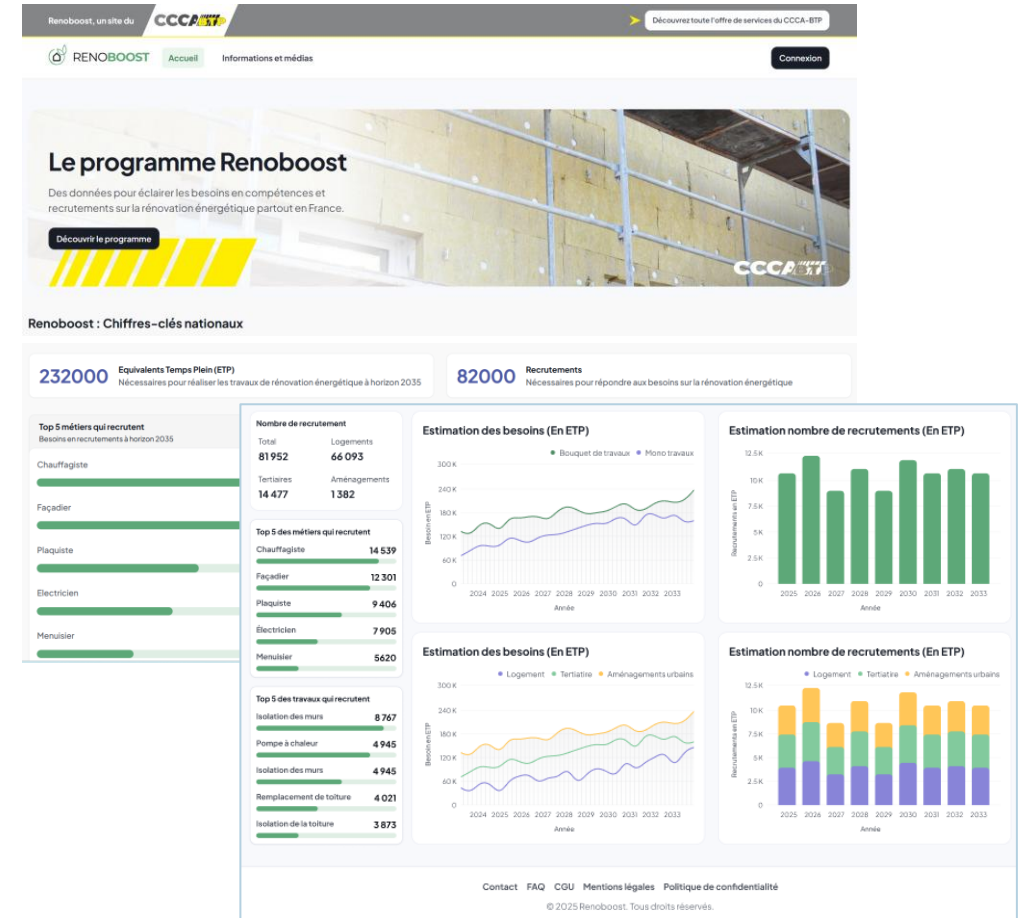 Renoboost, un site du
CCCA BTP
Découvrez toute l'offre de services du CCCA-BTP
RENOBOOST
Accueil
Informations et médias
Connexion
Le programme Renoboost
Des données pour éclairer les besoins en compétences et
recrutements sur la rénovation énergétique partout en France.
Découvrir le programme
CCCA BTP
Renoboost : Chiffres-clés nationaux
232000
Equivalents Temps Plein (ETP)
Nécessaires pour réaliser les travaux de rénovation énergétique à horizon 2035
82000
Recrutements
Nécessaires pour répondre aux besoins sur la rénovation énergétique
Top 5 métiers qui recrutent
Besoins en recrutements à horizon 2035
Chauffagiste
Façadier
Plaquiste
Electricien
Menuisier
Nombre de recrutement
Total Logements
81 952 66 093
Tertiaires Aménagements
14 477 1 382
Top 5 des métiers qui recrutent
Chauffagiste 14 539
Façadier 12 301
Plaquiste 9 406
Électricien 7 905
Menuisier 5620
Top 5 des travaux qui recrutent
Isolation des murs 8 767
Pompe à chaleur 4 945
Isolation des murs 4 945
Remplacement de toiture 4 021
Isolation de la toiture 3 873
Estimation des besoins (En ETP)
Bouquet de travaux Mono travaux
Besoin en ETP
300 K
240 K
180 K
120 K
60 K
0
2024 2025 2026 2027 2028 2029 2030 2031 2032 2033
Année
Estimation nombre de recrutements (En ETP)
Recrutements en ETP
12.5 K
10 K
7.5 K
5 K
2.5 K
0
2025 2026 2027 2028 2029 2030 2031 2032 2033
Année
Estimation des besoins (En ETP)
Logement Tertiaire Aménagements urbains
Besoin en ETP
300 K
240 K
180 K
120 K
60 K
0
2024 2025 2026 2027 2028 2029 2030 2031 2032 2033
Année
Estimation nombre de recrutements (En ETP)
Logement Tertiatire Aménagements urbains
Recrutements en ETP
12.5 K
10 K
7.5 K
5 K
2.5 K
0
2025 2026 2027 2028 2029 2030 2031 2032 2033
Année
Contact FAQ CGU Mentions légales Politique de confidentialité
© 2025 Renoboost. Tous droits réservés.